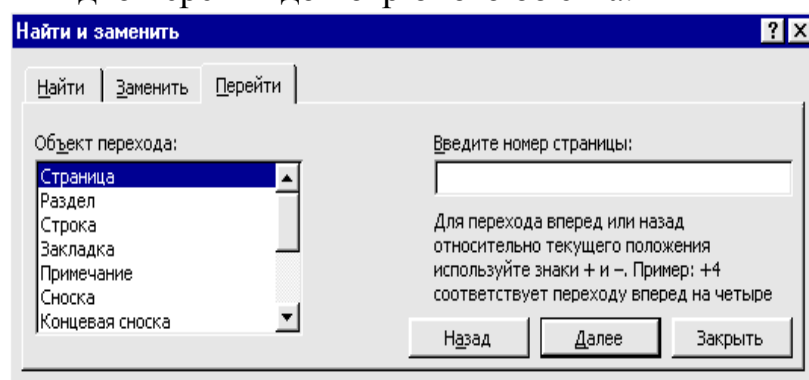 Найти и заменить
Найти Заменить Перейти
Объект перехода:
Страница
Раздел
Строка
Закладка
Примечание
Сноска
Концевая сноска
Введите номер страницы:
Для перехода вперед или назад
относительно текущего положения
используйте знаки + и –. Пример: +4
соответствует переходу вперед на четыре
Назад Далее Закрыть